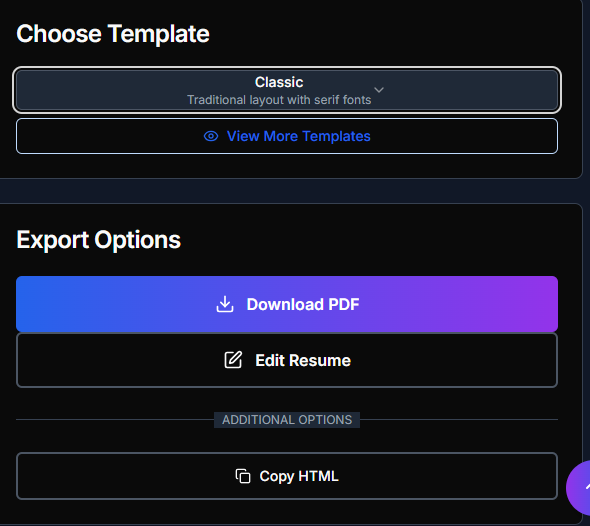 Choose Template
Classic
Traditional layout with serif fonts
View More Templates
Export Options
Download PDF
Edit Resume
ADDITIONAL OPTIONS
Copy HTML